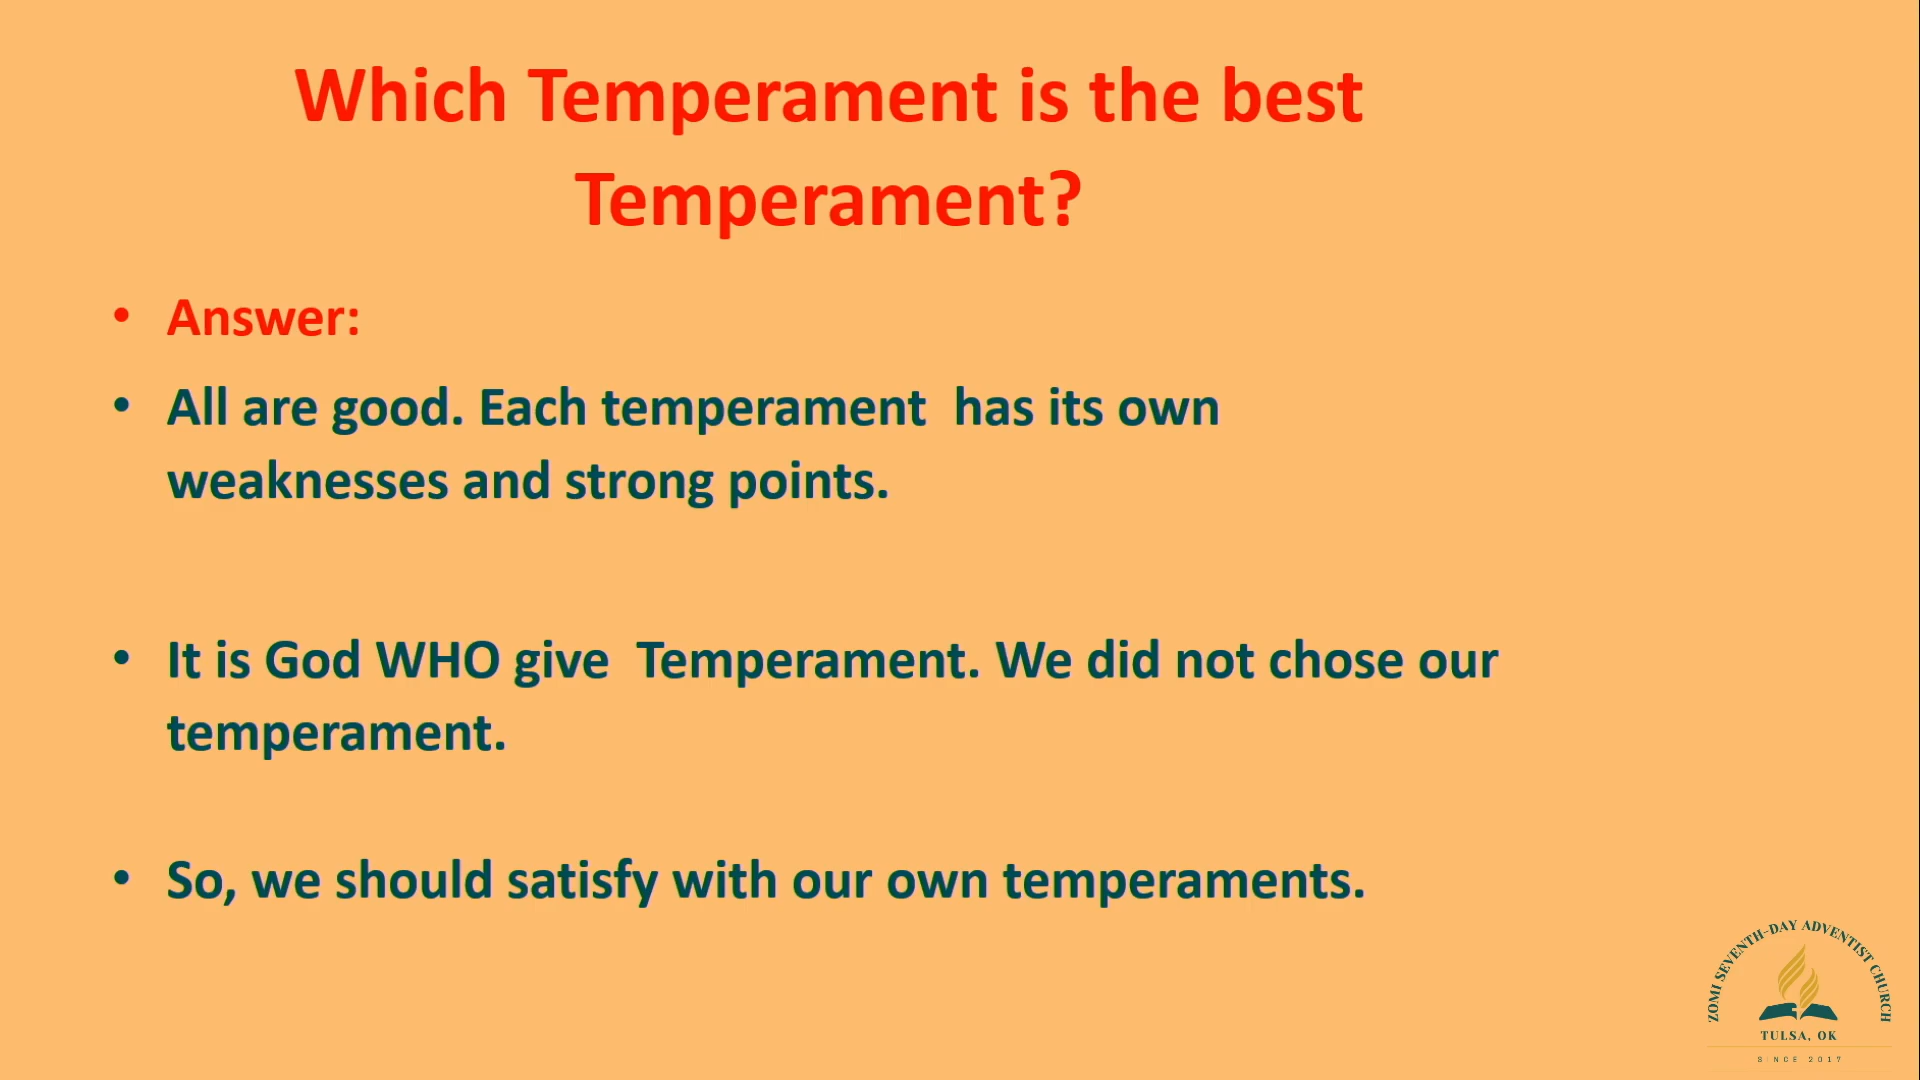 Which Temperament is the best
Temperament?
• Answer:
• All are good. Each temperament  has its own
weaknesses and strong points.
• It is God WHO give  Temperament. We did not chose our
temperament.
• So, we should satisfy with our own temperaments.
ZOMI SEVENTH-DAY ADVENTIST CHURCH
TULSA, OK
SINCE 2017